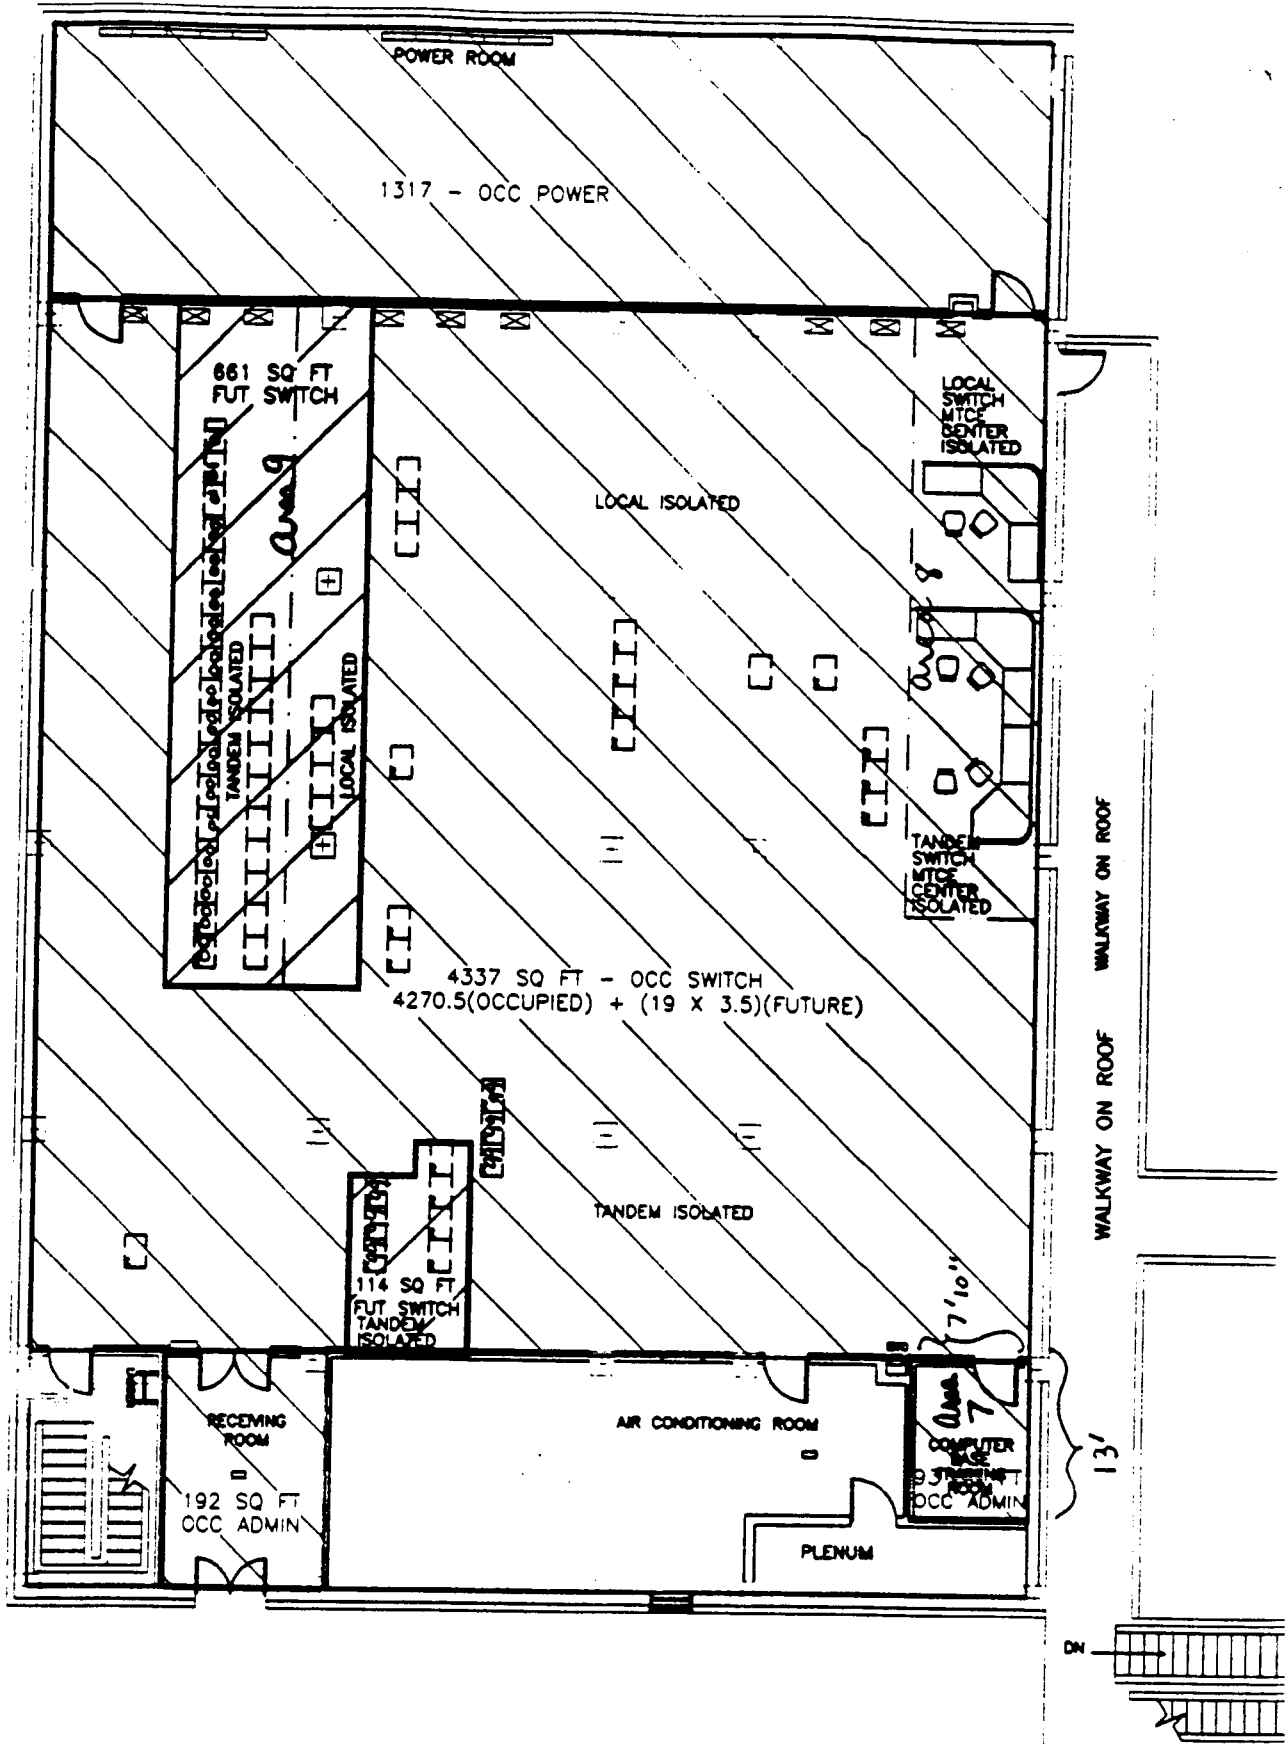 POWER ROOM
1317 - OCC POWER
661 SQ FT
FUT SWITCH
Area 9
TANDEM ISOLATED
LOCAL ISOLATED
LOCAL ISOLATED
LOCAL
SWITCH
MTCE
CENTER
ISOLATED
Area 8
TANDEM
SWITCH
MTCE
CENTER
ISOLATED
WALKWAY ON ROOF
WALKWAY ON ROOF
4337 SQ FT - OCC SWITCH
4270.5(OCCUPIED) + (19 X 3.5)(FUTURE)
TANDEM ISOLATED
114 SQ FT
FUT SWITCH
TANDEM
ISOLATED
7'10"
13'
RECEIVING
ROOM
192 SQ FT
OCC ADMIN
AIR CONDITIONING ROOM
Area
7
COMPUTER
BASE
TRAINING
ROOM
93
OCC ADMIN
PLENUM
DN